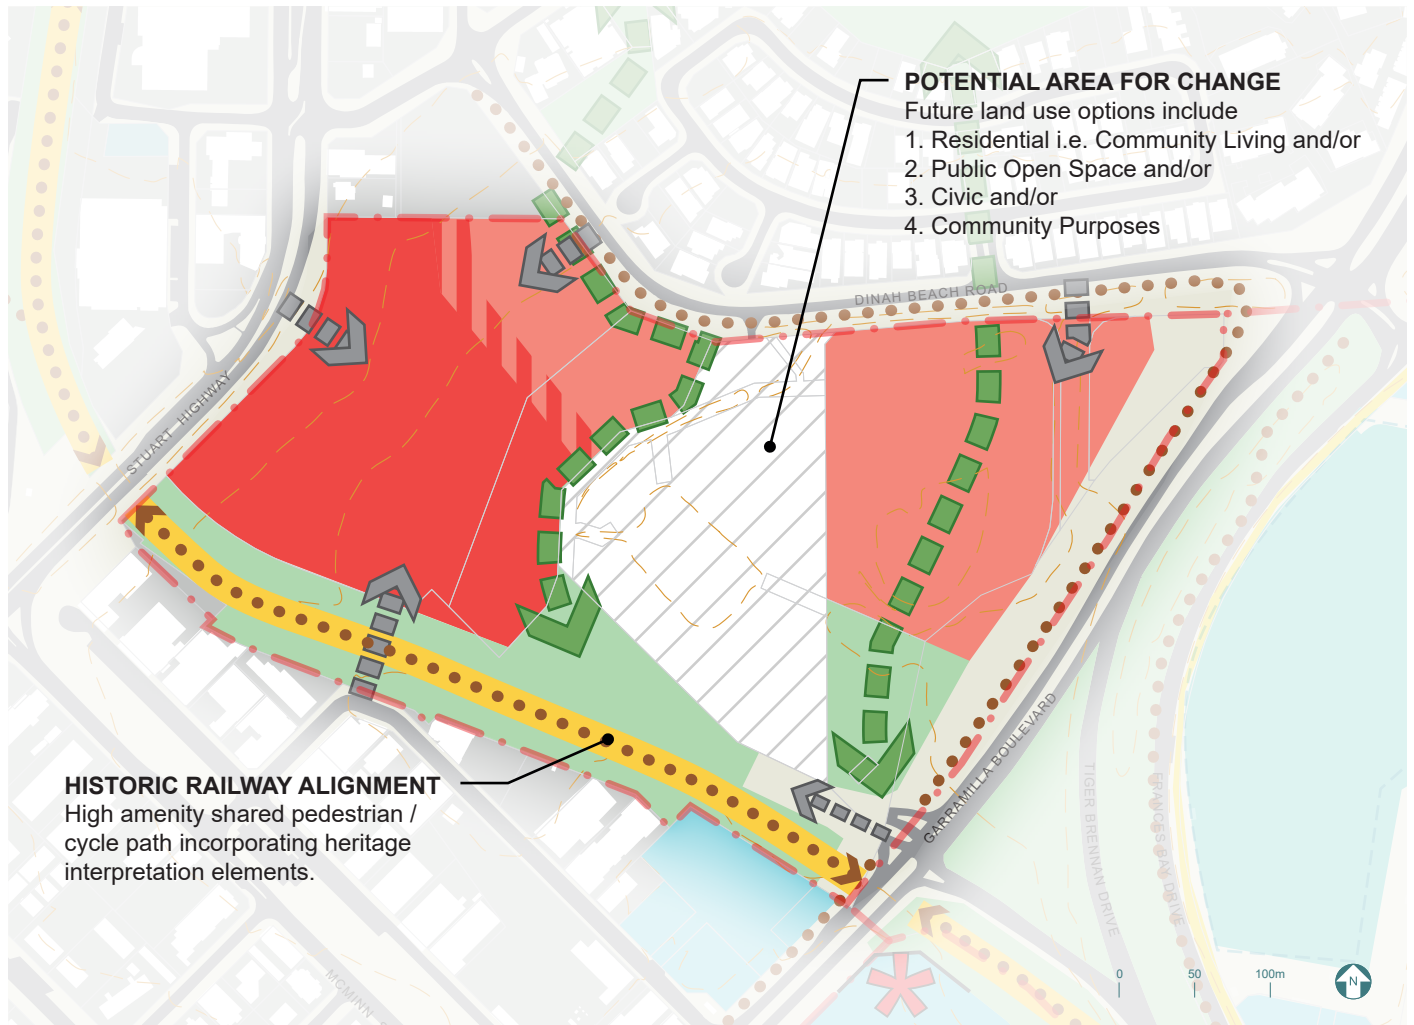 POTENTIAL AREA FOR CHANGE
Future land use options include
1. Residential i.e. Community Living and/or
2. Public Open Space and/or
3. Civic and/or
4. Community Purposes
DINAH BEACH ROAD
STUART HIGHWAY
HISTORIC RAILWAY ALIGNMENT
High amenity shared pedestrian /
cycle path incorporating heritage
interpretation elements.
GARRAMILLA BOULEVARD
TIGER BRENNAN DRIVE
FRANCES BAY DRIVE
MCMINN
0 50 100m
N